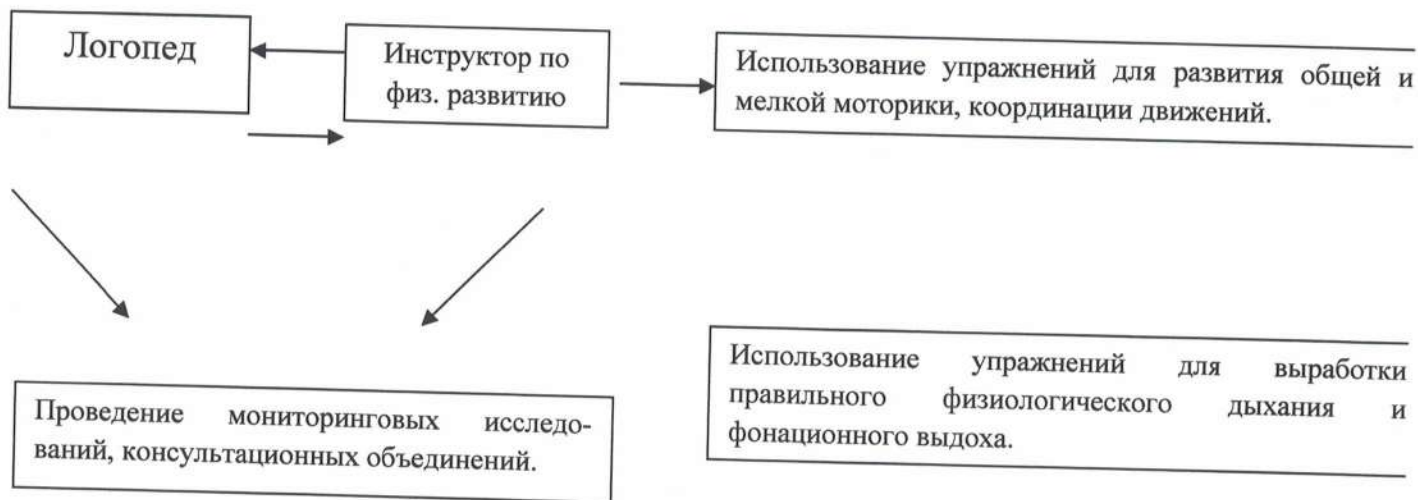 Логопед
Инструктор по
физ. развитию
Использование упражнений для развития общей и
мелкой моторики, координации движений.
Использование упражнений для выработки
правильного физиологического дыхания и
фонационного выдоха.
Проведение мониторинговых исследо-
ваний, консультационных объединений.